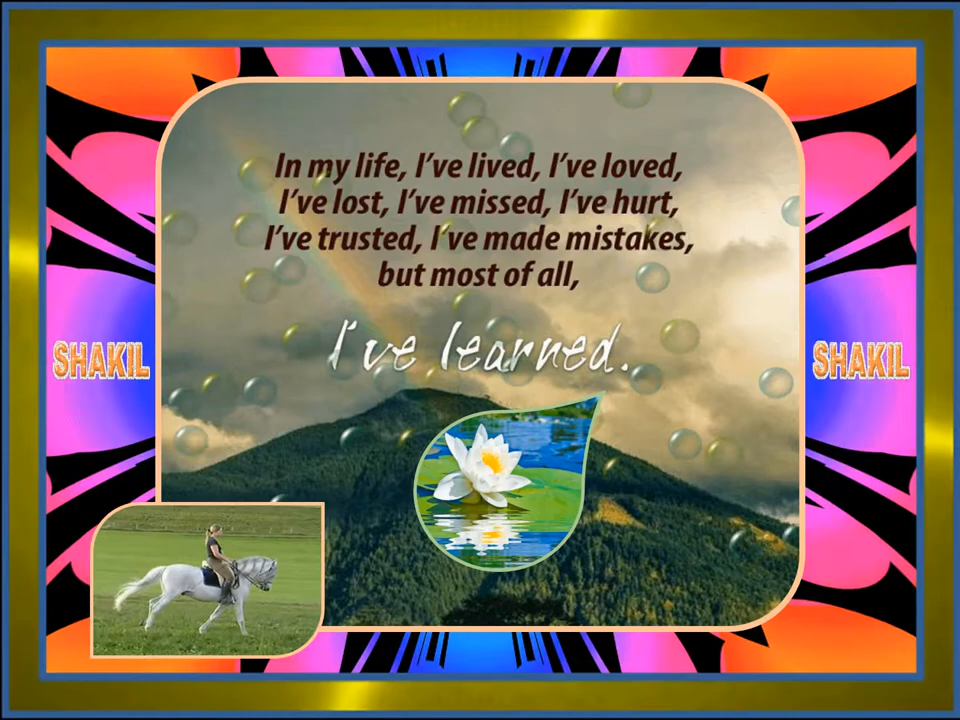 In my life, I've lived, I've loved,
I've lost, I've missed, I've hurt,
I've trusted, I've made mistakes,
but most of all,
I've learned.
SHAKIL
SHAKIL